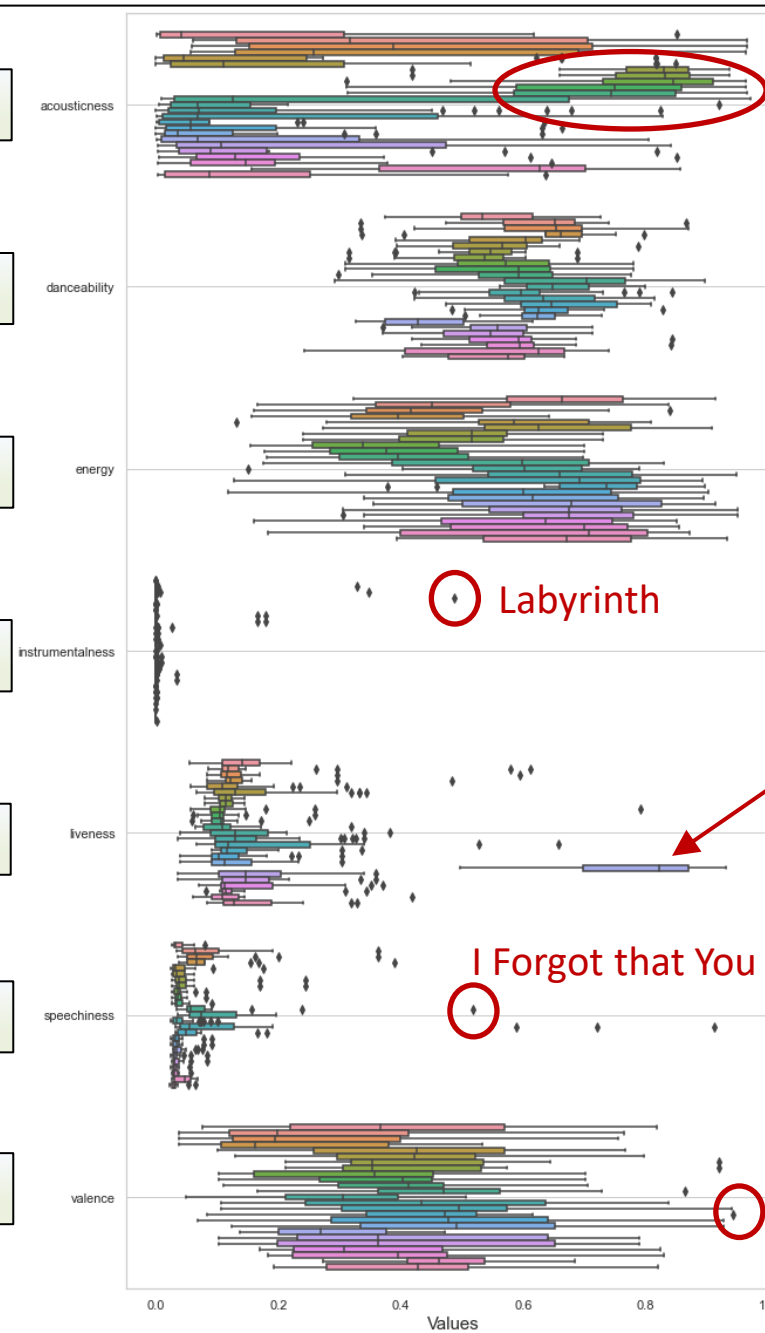 acousticness
danceability
energy
Labyrinth
instrumentalness
liveness
I Forgot that You
speechiness
valence
0.0 0.2 0.4 0.6 0.8 1
Values